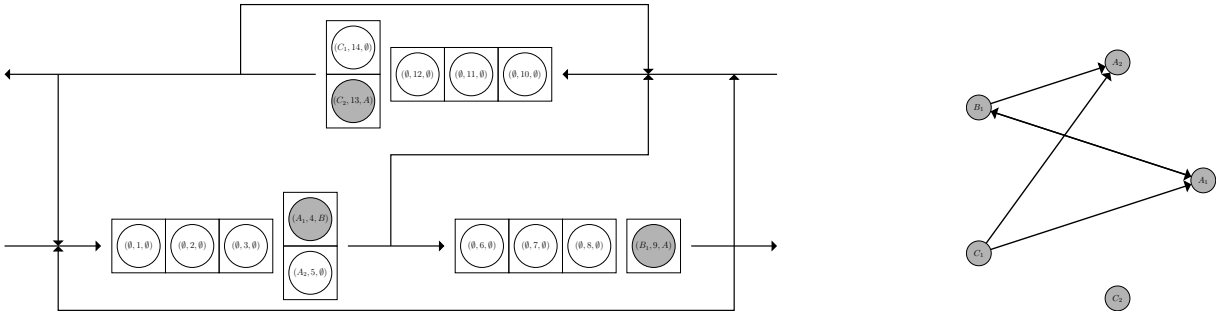 (C₁, 14, ∅)
(∅, 12, ∅) (∅, 11, ∅) (∅, 10, ∅)
(C₂, 13, A)
(A₁, 4, B)
(∅, 1, ∅) (∅, 2, ∅) (∅, 3, ∅)
(A₂, 5, ∅)
(∅, 6, ∅) (∅, 7, ∅) (∅, 8, ∅) (B₁, 9, A)
A₂
B₁
A₁
C₁
C₂